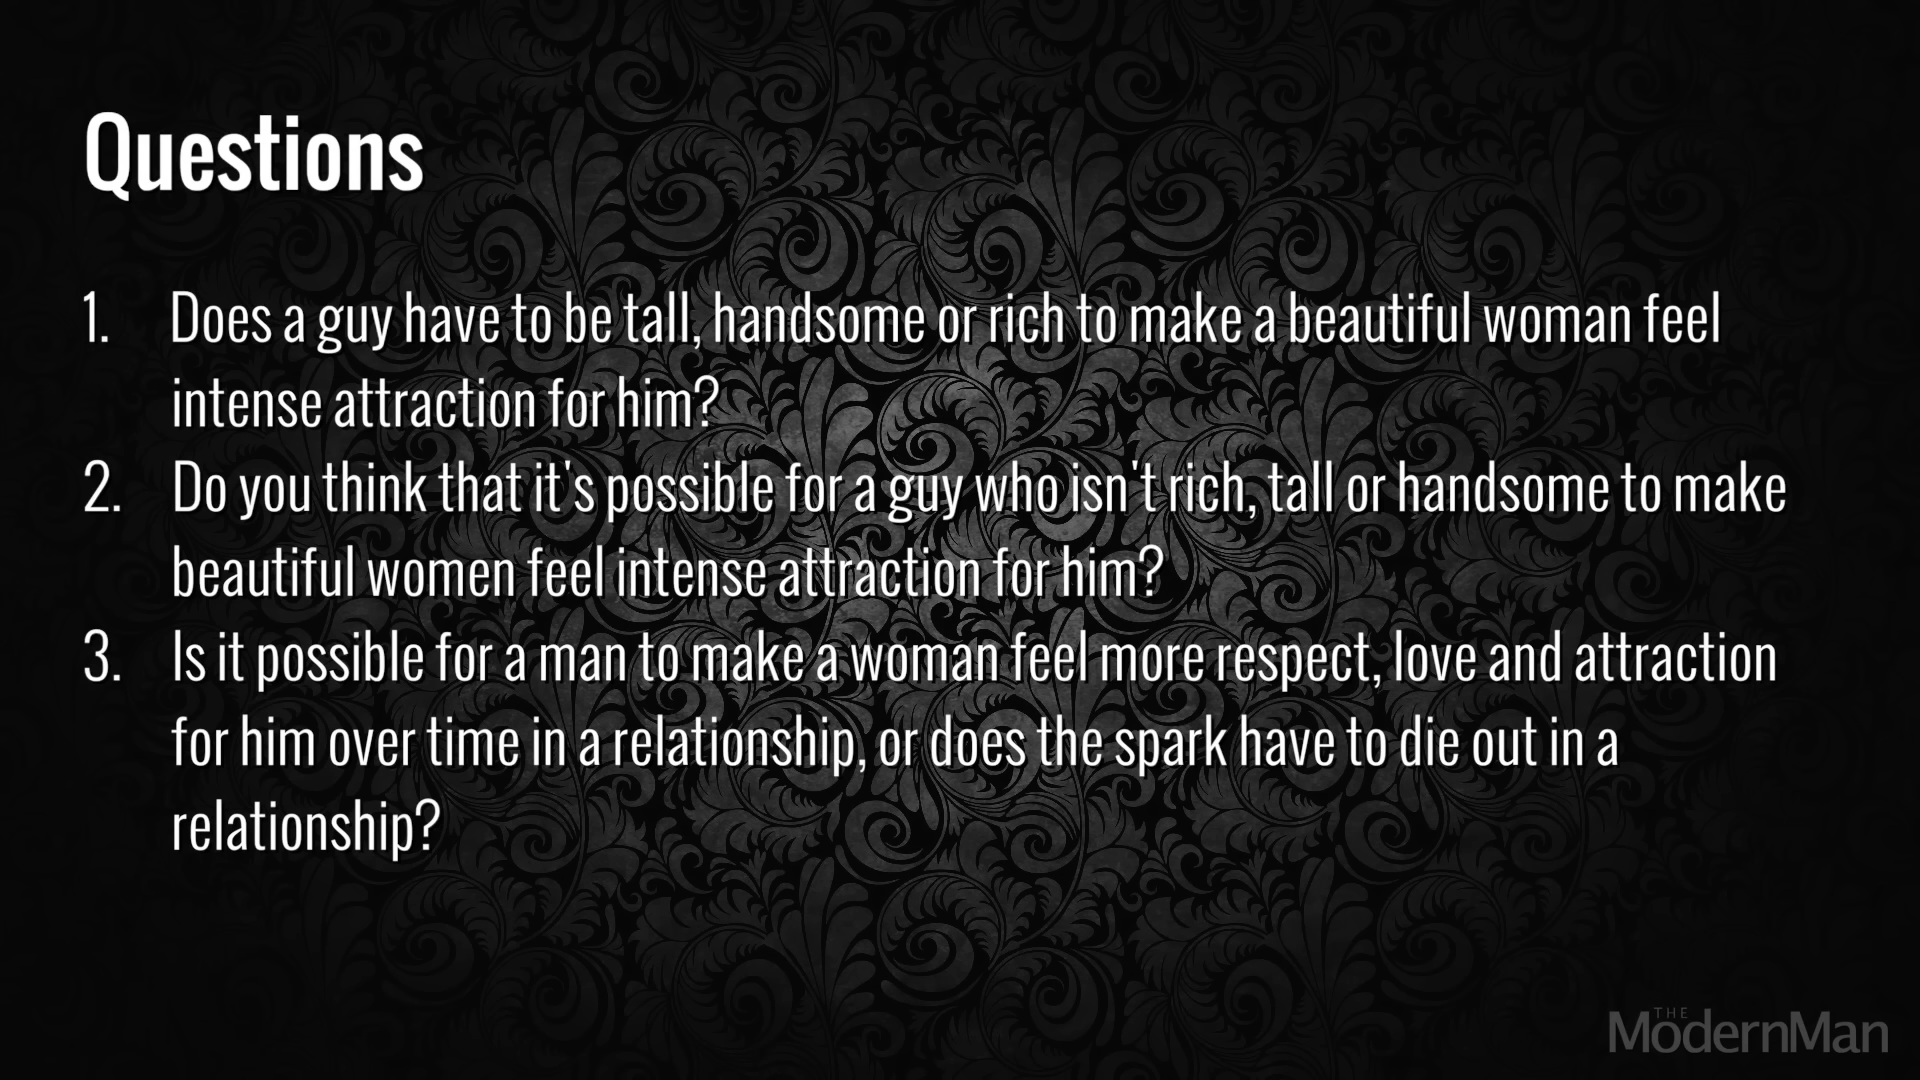 Questions
1. Does a guy have to be tall, handsome or rich to make a beautiful woman feel
intense attraction for him?
2. Do you think that it's possible for a guy who isn't rich, tall or handsome to make
beautiful women feel intense attraction for him?
3. Is it possible for a man to make a woman feel more respect, love and attraction
for him over time in a relationship, or does the spark have to die out in a
relationship?
THE
ModernMan